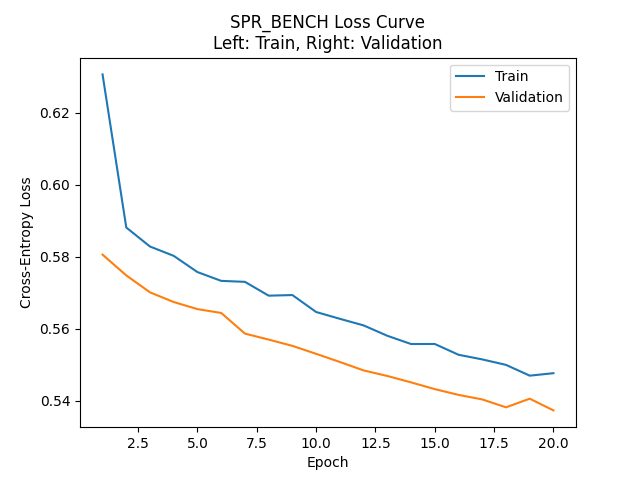 SPR_BENCH Loss Curve
Left: Train, Right: Validation
Train
Validation
Cross-Entropy Loss
0.62
0.60
0.58
0.56
0.54
2.5 5.0 7.5 10.0 12.5 15.0 17.5 20.0
Epoch